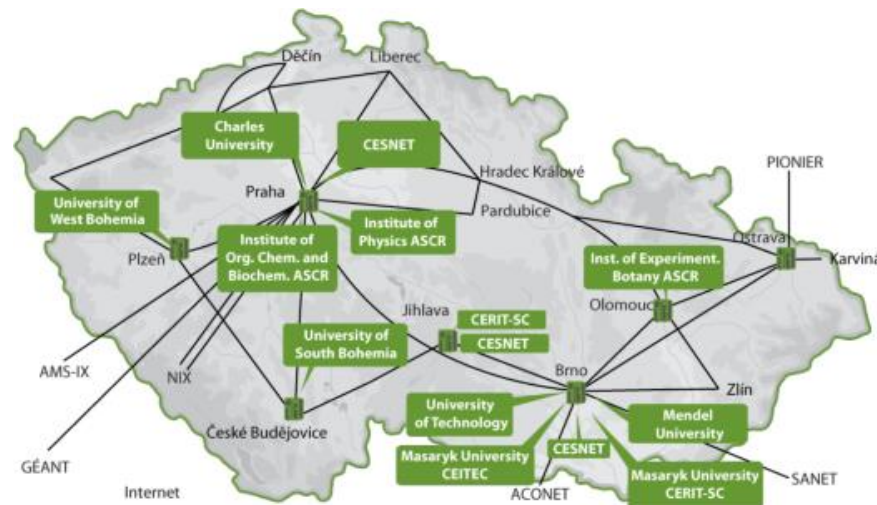 Děčín
Liberec
Charles
University
CESNET
Hradec Králové
PIONIER
Praha
University of
West Bohemia
Pardubice
Institute of
Physics ASCR
Institute of
Org. Chem. and
Biochem. ASCR
Ostrava
Plzeň
Inst. of Experiment.
Botany ASCR
Karviná
Olomouc
Jihlava
CERIT-SC
CESNET
University of
South Bohemia
AMS-IX
NIX
Brno
Zlín
České Budějovice
University
of Technology
Mendel
University
CESNET
Masaryk University
CEITEC
Masaryk University
CERIT-SC
GÉANT
SANET
Internet
ACONET